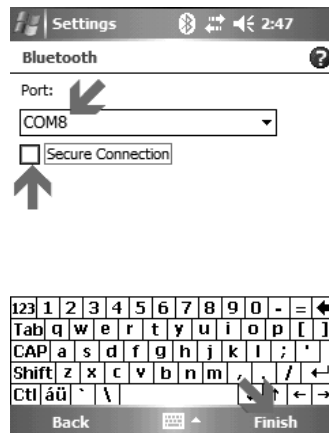 Settings 2:47
Bluetooth ?
Port:
COM8
Secure Connection
123 1 2 3 4 5 6 7 8 9 0 - =
Tab q w e r t y u i o p [ ]
CAP a s d f g h j k l ; '
Shift z x c v b n m , . /
Ctl áü ` \
Back Finish